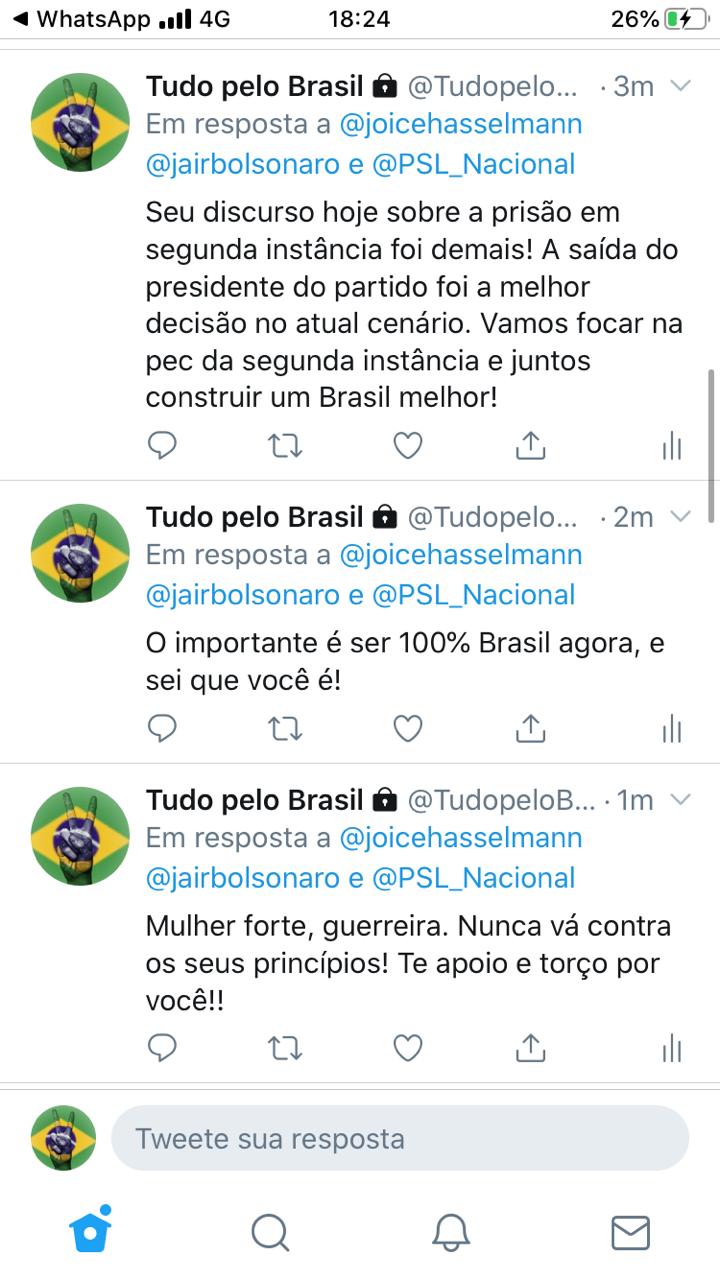 WhatsApp 4G 18:24 26%
Tudo pelo Brasil @Tudopelo... · 3m
Em resposta a @joicehasselmann
@jairbolsonaro e @PSL_Nacional
Seu discurso hoje sobre a prisão em
segunda instância foi demais! A saída do
presidente do partido foi a melhor
decisão no atual cenário. Vamos focar na
pec da segunda instância e juntos
construir um Brasil melhor!
Tudo pelo Brasil @Tudopelo... · 2m
Em resposta a @joicehasselmann
@jairbolsonaro e @PSL_Nacional
O importante é ser 100% Brasil agora, e
sei que você é!
Tudo pelo Brasil @TudopeloB... · 1m
Em resposta a @joicehasselmann
@jairbolsonaro e @PSL_Nacional
Mulher forte, guerreira. Nunca vá contra
os seus princípios! Te apoio e torço por
você!!
Tweete sua resposta